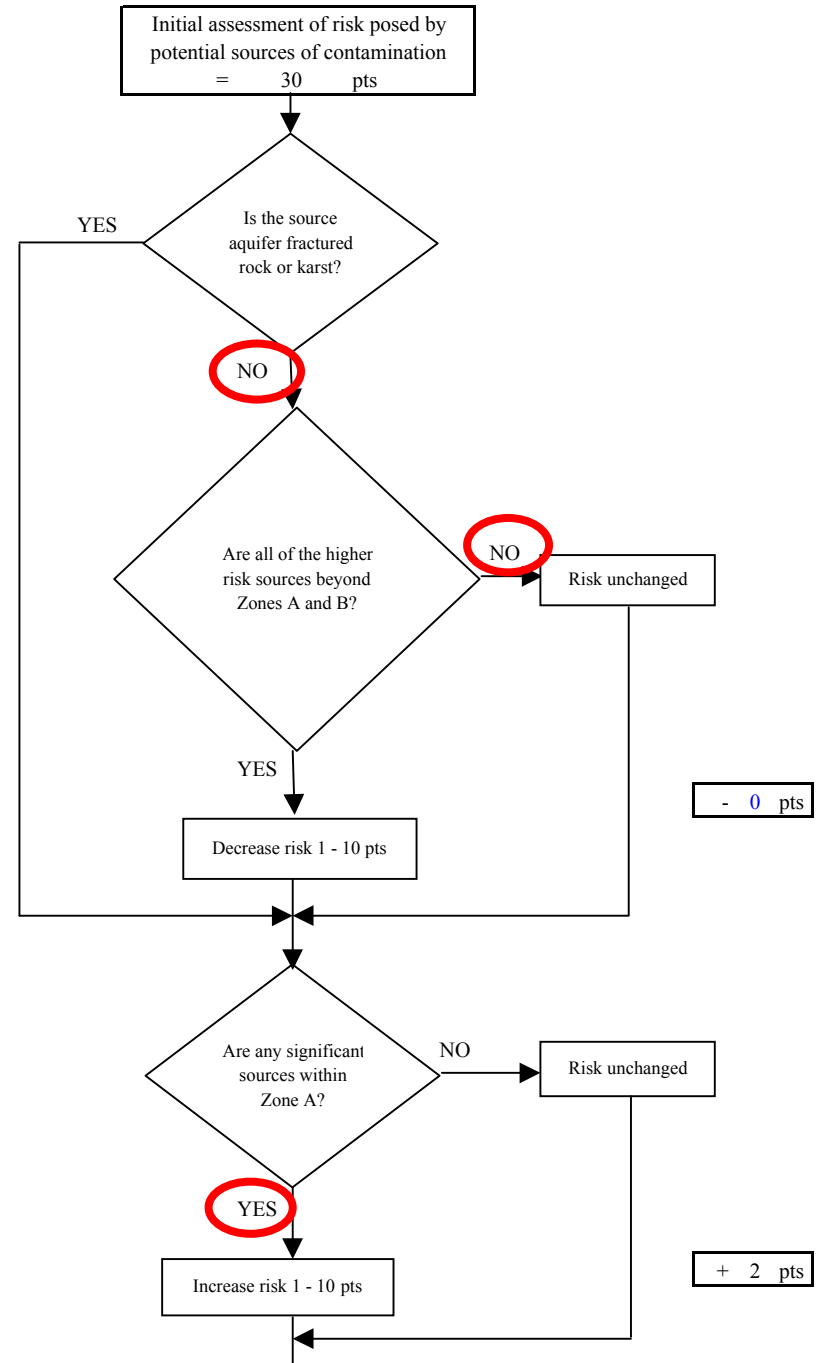 Initial assessment of risk posed by
potential sources of contamination
= 30 pts
YES
Is the source
aquifer fractured
rock or karst?
NO
Are all of the higher
risk sources beyond
Zones A and B?
NO
Risk unchanged
YES
- 0 pts
Decrease risk 1 - 10 pts
Are any significant
sources within
Zone A?
NO
Risk unchanged
YES
+ 2 pts
Increase risk 1 - 10 pts